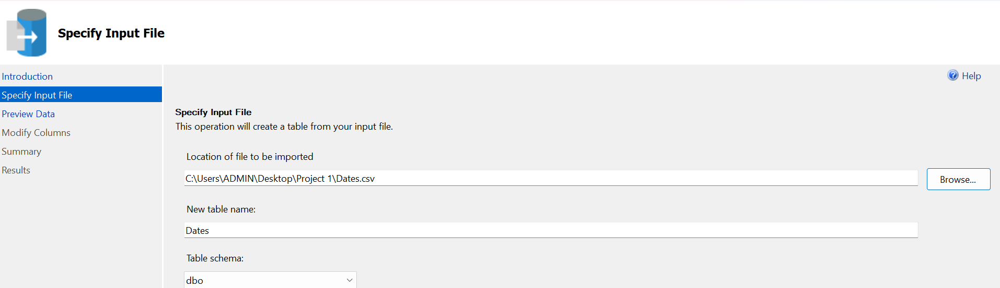 Specify Input File
Introduction
Specify Input File
Preview Data
Modify Columns
Summary
Results
Help
Specify Input File
This operation will create a table from your input file.
Location of file to be imported
C:\Users\ADMIN\Desktop\Project 1\Dates.csv
Browse...
New table name:
Dates
Table schema:
dbo